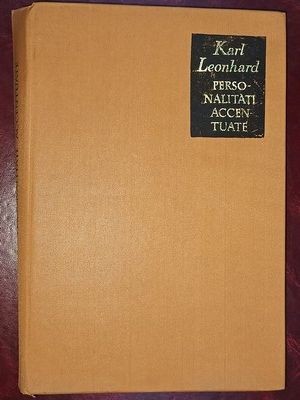 Karl
Leonhard
PERSO-
NALITĂȚI
ACCEN
TUATE